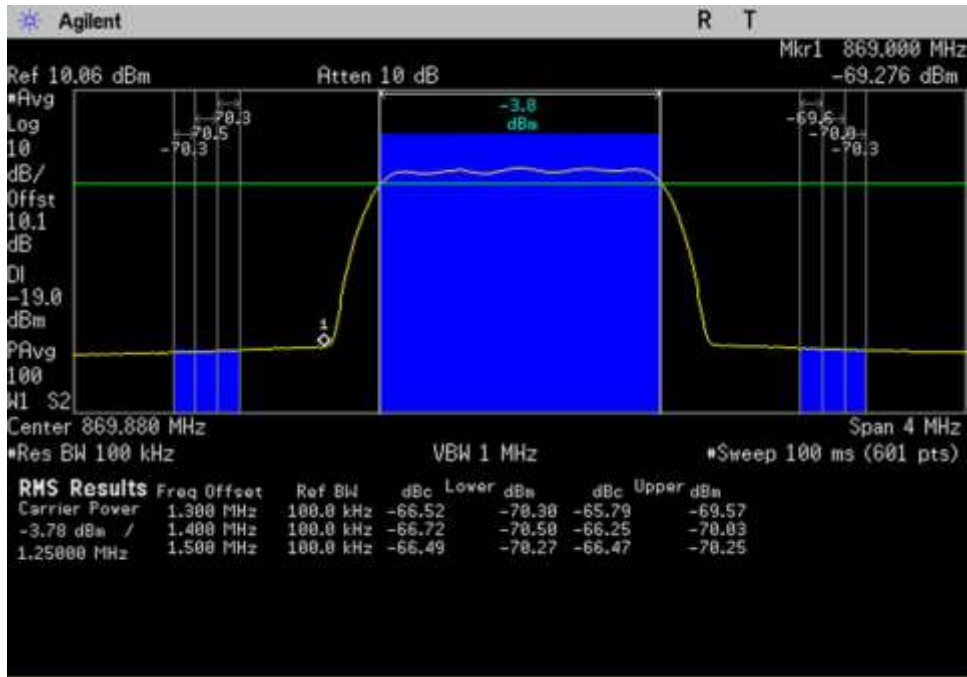 Agilent R T
Mkr1 869.000 MHz
Ref 10.06 dBm Atten 10 dB -69.276 dBm
#Avg
Log
10
dB/
Offst
10.1
dB
DI
-19.0
dBm
PAvg
100
W1 S2
-3.8
dBm
-70.3
-70.5
-70.3
-69.6
-70.0
-70.3
1
Center 869.880 MHz Span 4 MHz
#Res BW 100 kHz VBW 1 MHz #Sweep 100 ms (601 pts)
RMS Results Freq Offset Ref BW dBc Lower dBm dBc Upper dBm
Carrier Power 1.300 MHz 100.0 kHz -66.52 -70.30 -65.79 -69.57
-3.78 dBm / 1.400 MHz 100.0 kHz -66.72 -70.50 -66.25 -70.03
1.25000 MHz 1.500 MHz 100.0 kHz -66.49 -70.27 -66.47 -70.25